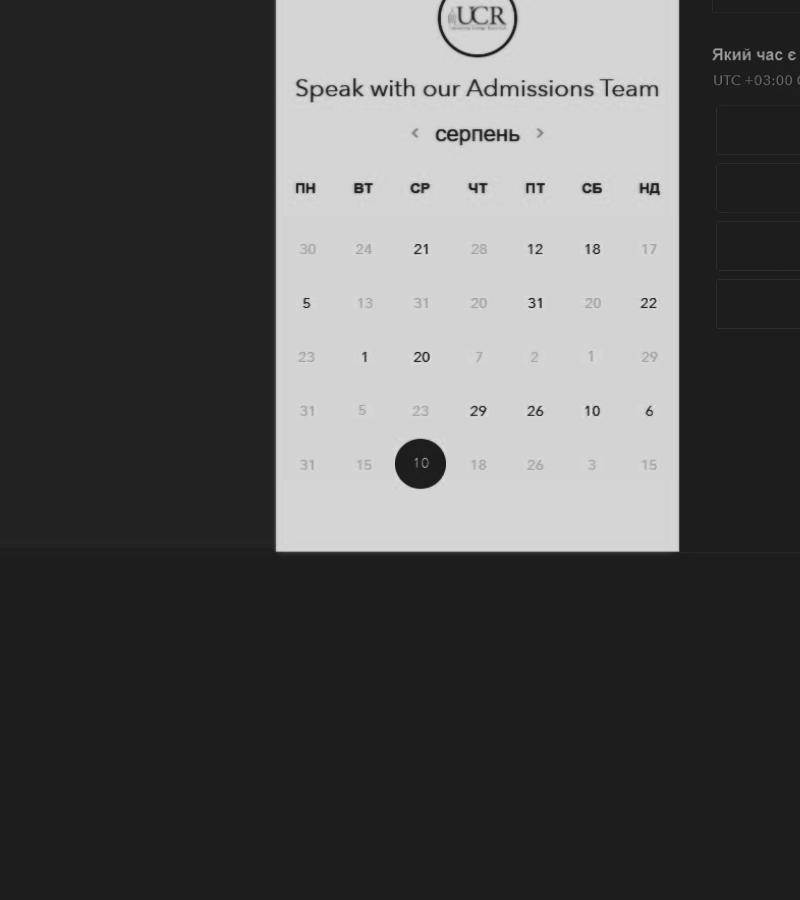 UCR
Speak with our Admissions Team
< серпень >
ПН ВТ СР ЧТ ПТ СБ НД
30 24 21 28 12 18 17
5 13 31 20 31 20 22
23 1 20 7 2 1 29
31 5 23 29 26 10 6
31 15 10 18 26 3 15
Який час є
UTC +03:00